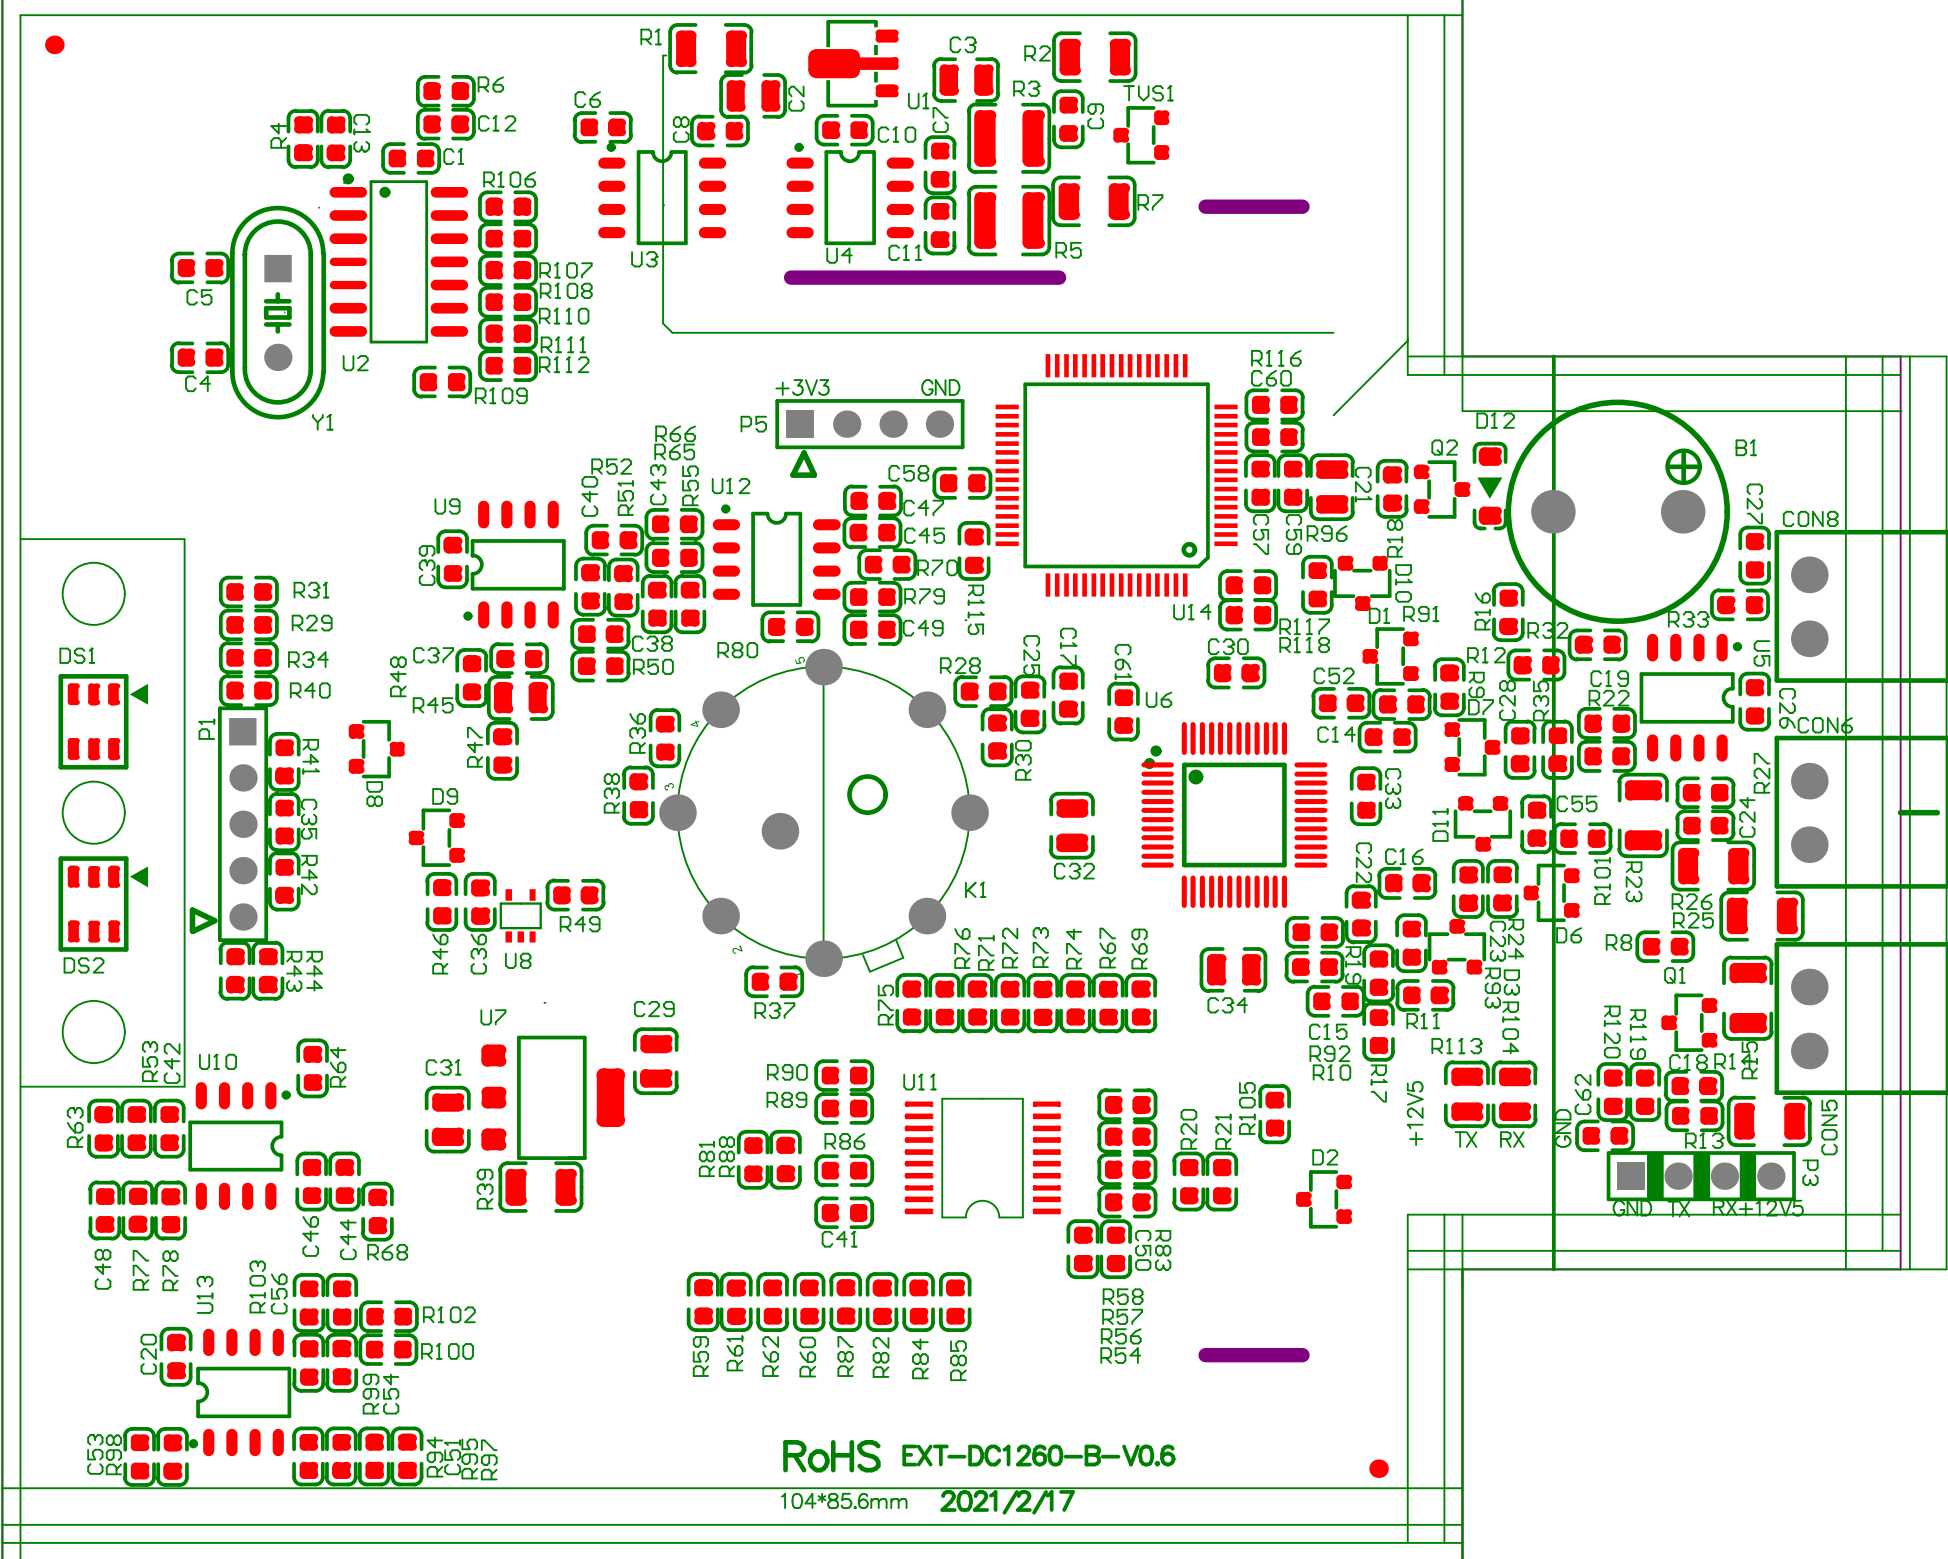 R1
C3
R2
R6
C6
C2
U1
R3
TVS1
C13
R4
C12
C8
C10
C7
C9
C1
R106
R7
U3
U4
C11
R5
R107
C5
R108
R110
R111
U2
R112
R116
C60
C4
R109
+3V3
GND
Y1
P5
D12
Q2
B1
R66
R65
R52
C43
R55
C58
C40
R51
U12
C21
C27
U9
C47
C57
C59
R96
R18
CON8
C45
C39
R70
D10
R31
R79
R115
U14
D1
R91
R16
R29
C49
R117
R32
R33
C38
R118
C37
R80
C25
C17
C61
C30
R12
U5
DS1
R34
R48
R50
R28
C52
R9
C19
R40
R45
U6
D7
C28
R35
R22
C26
P1
R47
R36
C14
CON6
R41
R30
R38
C33
R27
D8
D9
C55
C24
C35
D11
C32
C22
C16
R42
K1
R101
R23
R49
R26
R25
R46
C36
U8
R76
R71
R72
R73
R74
R67
R69
R19
C23
R24
D6
R8
DS2
R43
R44
Q1
R93
D3
R75
C34
R37
R11
C29
U7
C15
R104
R120
R119
R92
R113
R10
C18
R14
R15
R53
C42
U10
R64
C31
R90
U11
R17
R89
+12V5
C62
R63
R86
R105
R20
R21
TX
RX
GND
R13
CON5
R81
R88
D2
P3
R39
GND
TX
RX
+12V5
C46
C44
R68
C41
C50
R83
C48
R77
R78
U13
R103
C56
R58
R102
R57
R56
C20
R100
R54
R59
R61
R62
R60
R87
R82
R84
R85
R99
C54
C53
R98
R94
C51
R95
R97
RoHS
EXT-DC1260-B-V0.6
104*85.6mm
2021/2/17